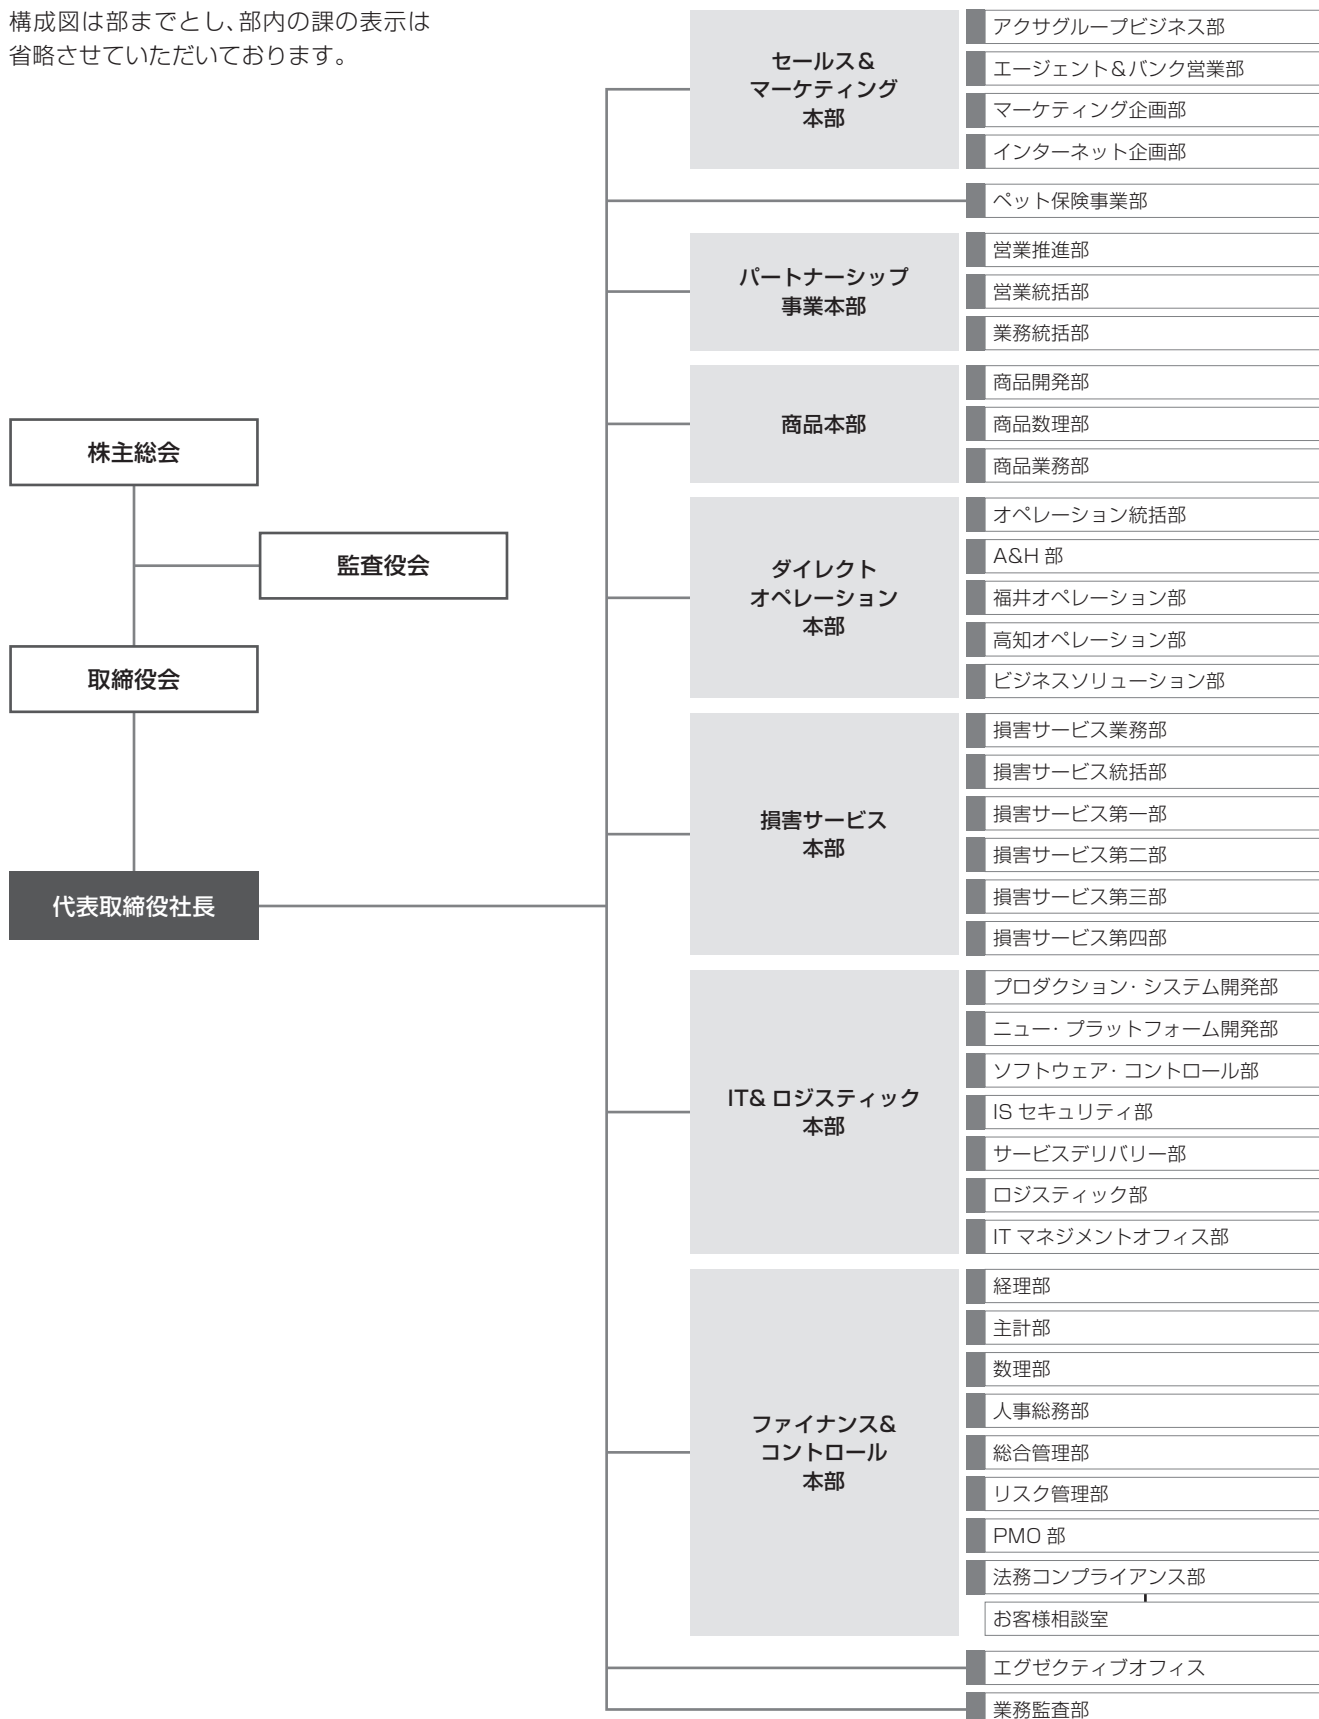 構成図は部までとし、部内の課の表示は
省略させていただいております。
株主総会
監査役会
取締役会
代表取締役社長
セールス&
マーケティング
本部
アクサグループビジネス部
エージェント&バンク営業部
マーケティング企画部
インターネット企画部
ペット保険事業部
パートナーシップ
事業本部
営業推進部
営業統括部
業務統括部
商品本部
商品開発部
商品数理部
商品業務部
ダイレクト
オペレーション
本部
オペレーション統括部
A&H 部
福井オペレーション部
高知オペレーション部
ビジネスソリューション部
損害サービス
本部
損害サービス業務部
損害サービス統括部
損害サービス第一部
損害サービス第二部
損害サービス第三部
損害サービス第四部
IT& ロジスティック
本部
プロダクション・システム開発部
ニュー・プラットフォーム開発部
ソフトウェア・コントロール部
IS セキュリティ部
サービスデリバリー部
ロジスティック部
IT マネジメントオフィス部
ファイナンス&
コントロール
本部
経理部
主計部
数理部
人事総務部
総合管理部
リスク管理部
PMO 部
法務コンプライアンス部
お客様相談室
エグゼクティブオフィス
業務監査部